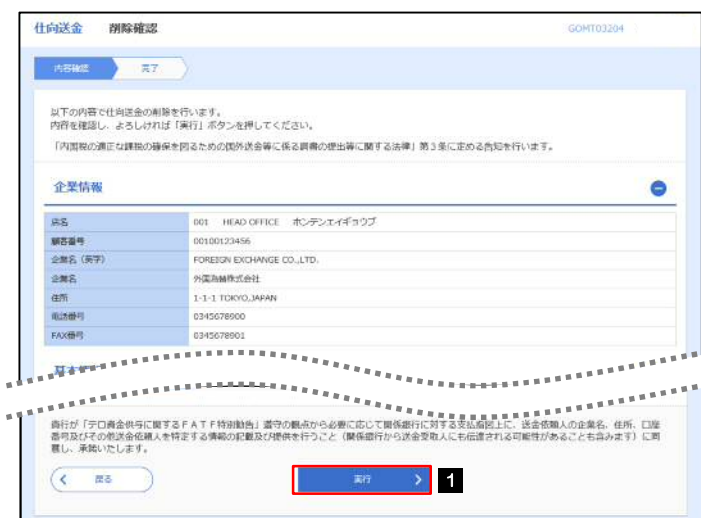 仕向送金 削除確認 GOMT03204
内容確認 完了
以下の内容で仕向送金の削除を行います。
内容を確認し、よろしければ「実行」ボタンを押してください。
「内国税の適正な課税の確保を図るための国外送金等に係る調書の提出等に関する法律」第3条に定める告知を行います。
企業情報
店名 001 HEAD OFFICE ホンテンエイギョウブ
顧客番号 00100123456
企業名（英字） FOREIGN EXCHANGE CO.,LTD.
企業名 外国為替株式会社
住所 1-1-1 TOKYO,JAPAN
電話番号 0345678900
FAX番号 0345678901
基本情
貴行が「テロ資金供与に関するＦＡＴＦ特別勧告」遵守の観点から必要に応じて関係銀行に対する支払指図上に、送金依頼人の企業名、住所、口座
番号及びその他送金依頼人を特定する情報の記載及び提供を行うこと（関係銀行から送金受取人にも伝達される可能性があることも含みます）に同
意し、承諾いたします。
戻る 実行 1